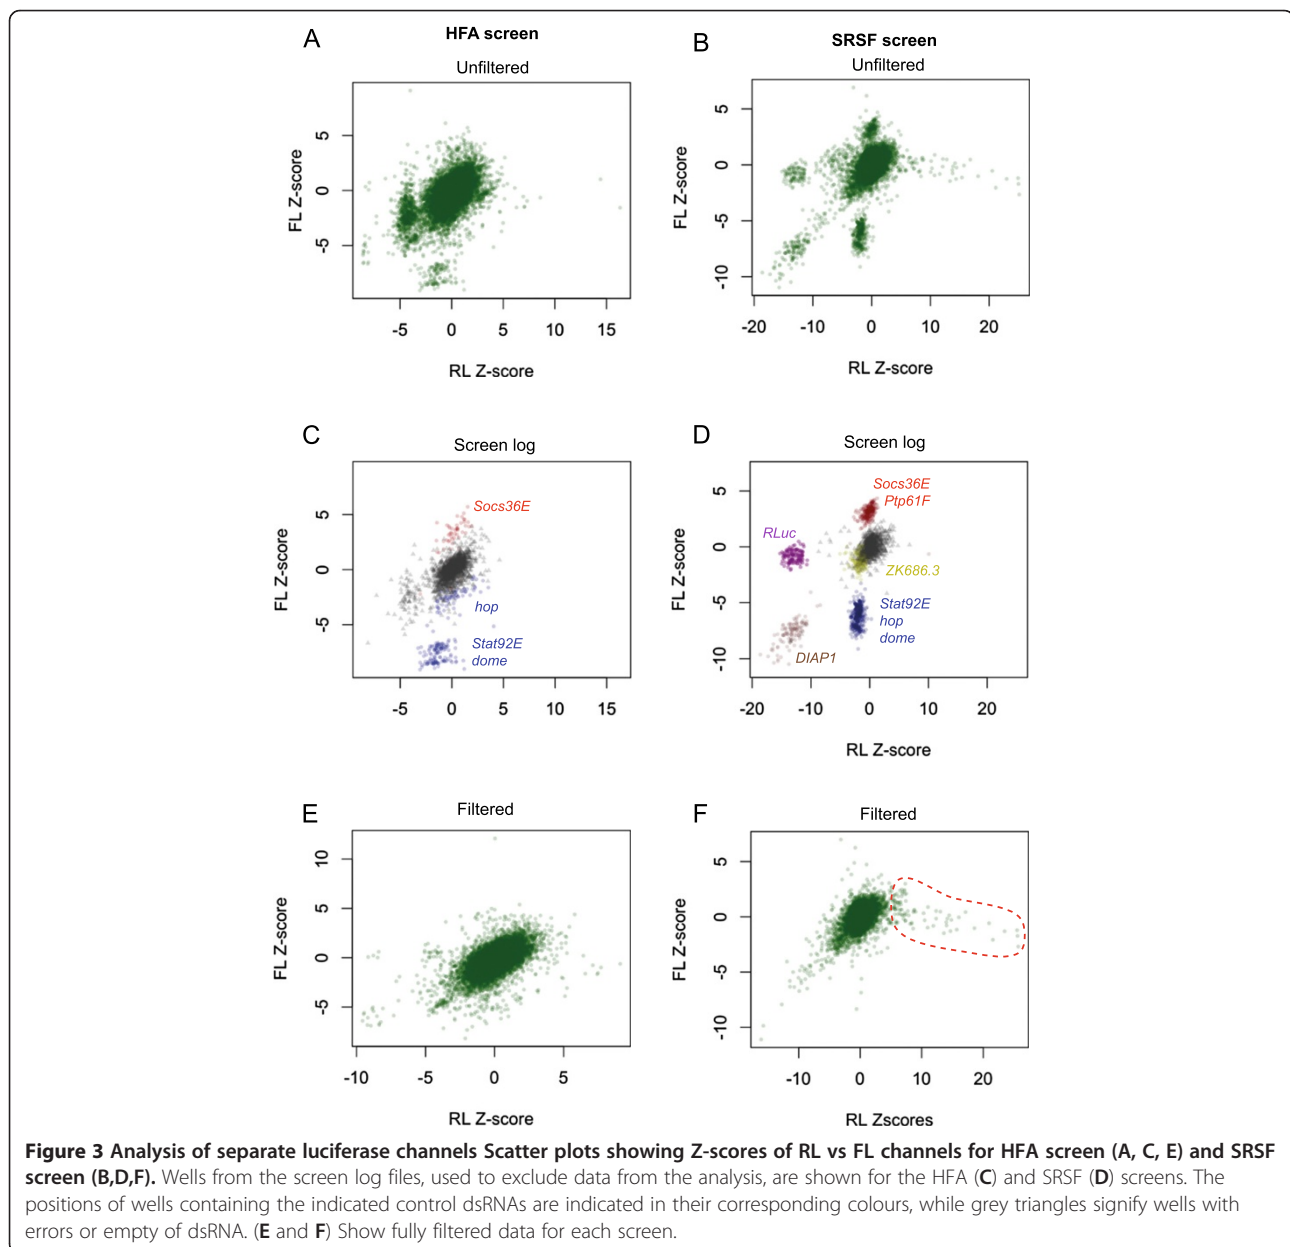 A
HFA screen
Unfiltered
FL Z-score
5
0
-5
-5 0 5 10 15
RL Z-score
B
SRSF screen
Unfiltered
FL Z-score
5
0
-5
-10
-20 -10 0 10 20
RL Z-score
C
Screen log
FL Z-score
5
0
-5
Socs36E
hop
Stat92E
dome
-5 0 5 10 15
RL Z-score
D
Screen log
FL Z-score
5
0
-5
-10
Socs36E
Ptp61F
RLuc
ZK686.3
Stat92E
hop
dome
DIAP1
-20 -10 0 10 20
RL Z-score
E
Filtered
FL Z-score
10
5
0
-5
-10 -5 0 5
RL Z-score
F
Filtered
FL Z-score
5
0
-5
-10
-10 0 10 20
RL Zscores
Figure 3 Analysis of separate luciferase channels Scatter plots showing Z-scores of RL vs FL channels for HFA screen (A, C, E) and SRSF
screen (B,D,F). Wells from the screen log files, used to exclude data from the analysis, are shown for the HFA (C) and SRSF (D) screens. The
positions of wells containing the indicated control dsRNAs are indicated in their corresponding colours, while grey triangles signify wells with
errors or empty of dsRNA. (E and F) Show fully filtered data for each screen.